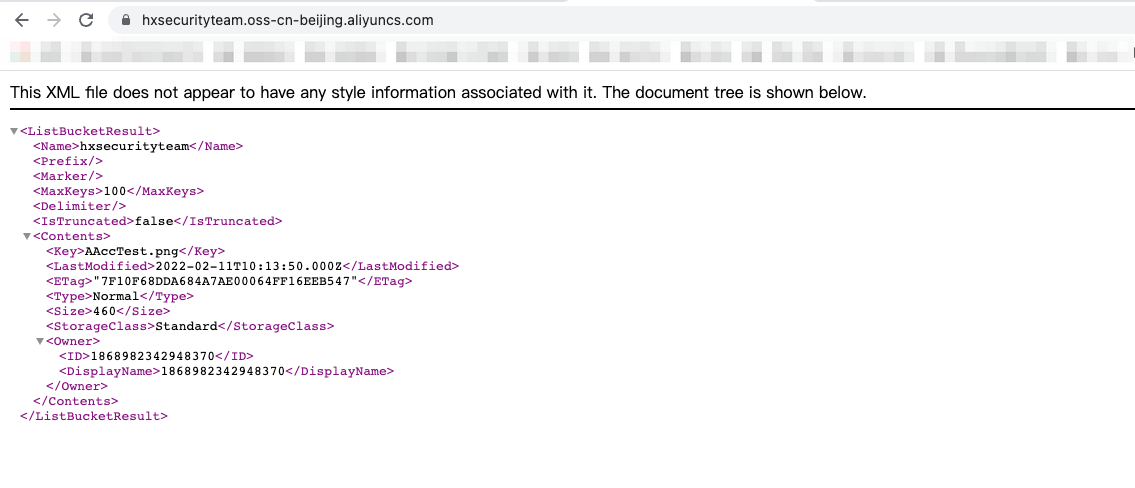 hxsecurityteam.oss-cn-beijing.aliyuncs.com
This XML file does not appear to have any style information associated with it. The document tree is shown below.
<ListBucketResult>
<Name>hxsecurityteam</Name>
<Prefix/>
<Marker/>
<MaxKeys>100</MaxKeys>
<Delimiter/>
<IsTruncated>false</IsTruncated>
<Contents>
<Key>AAccTest.png</Key>
<LastModified>2022-02-11T10:13:50.000Z</LastModified>
<ETag>"7F10F68DDA684A7AE00064FF16EEB547"</ETag>
<Type>Normal</Type>
<Size>460</Size>
<StorageClass>Standard</StorageClass>
<Owner>
<ID>1868982342948370</ID>
<DisplayName>1868982342948370</DisplayName>
</Owner>
</Contents>
</ListBucketResult>